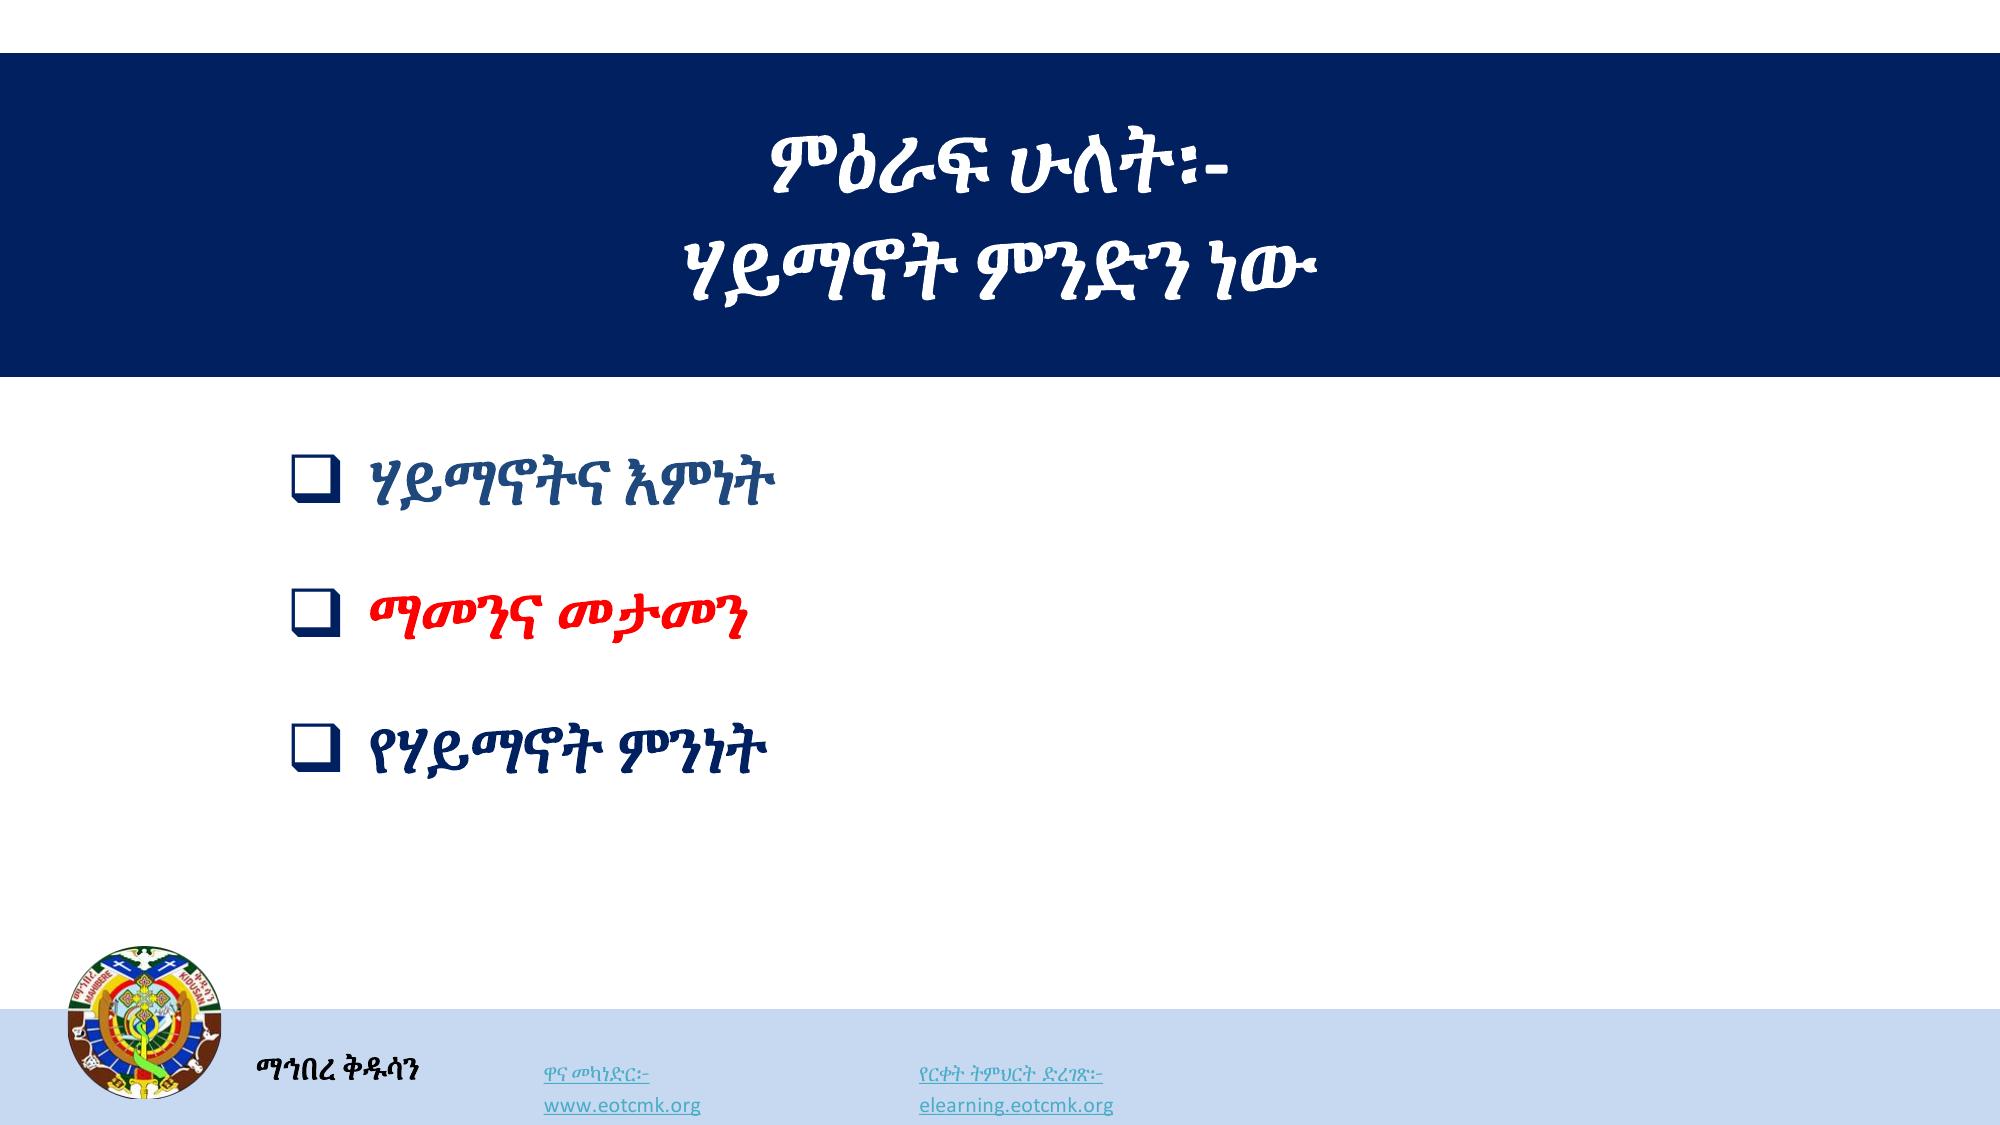 ምዕራፍ ሁለት፡-
ሃይማኖት ምንድን ነው
ሃይማኖትና እምነት
ማመንና መታመን
የሃይማኖት ምንነት
ማኅበረ ቅዱሳን
MAHIBERE KIDUSAN
ማኅበረ ቅዱሳን
ዋና መካነድር፡-
www.eotcmk.org
የርቀት ትምህርት ድረገጽ፡-
elearning.eotcmk.org